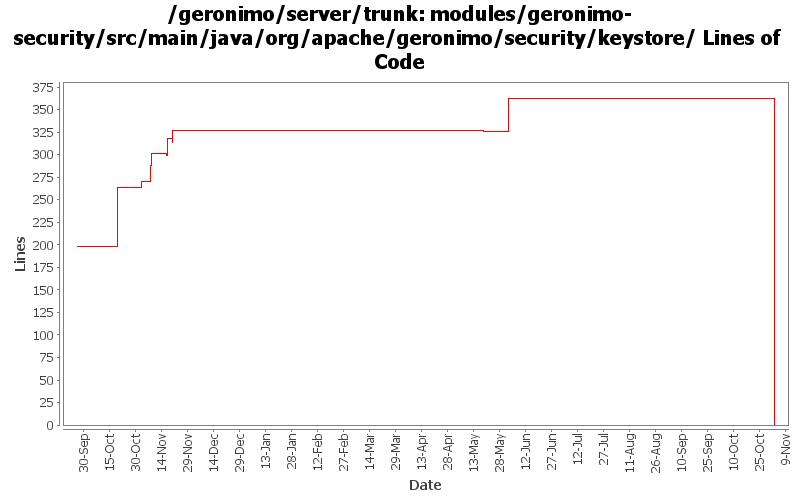 /geronimo/server/trunk: modules/geronimo-
security/src/main/java/org/apache/geronimo/security/keystore/ Lines of
Code
375
350
325
300
275
250
225
200
175
150
125
100
75
50
25
0
Lines
30-Sep
15-Oct
30-Oct
14-Nov
29-Nov
14-Dec
29-Dec
13-Jan
28-Jan
12-Feb
27-Feb
14-Mar
29-Mar
13-Apr
28-Apr
13-May
28-May
12-Jun
27-Jun
12-Jul
27-Jul
11-Aug
26-Aug
10-Sep
25-Sep
10-Oct
25-Oct
9-Nov
Date